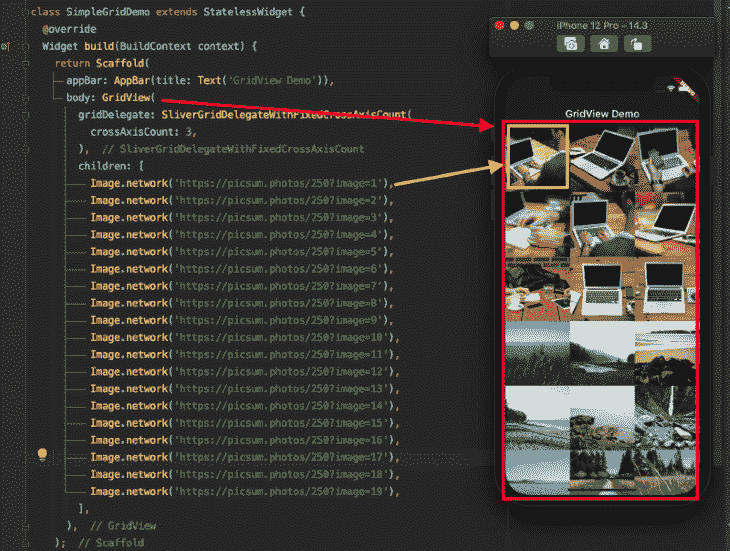 class SimpleGridDemo extends StatelessWidget {
@override
Widget build(BuildContext context) {
return Scaffold(
appBar: AppBar(title: Text('GridView Demo')),
body: GridView(
gridDelegate: SliverGridDelegateWithFixedCrossAxisCount(
crossAxisCount: 3,
), // SliverGridDelegateWithFixedCrossAxisCount
children: [
Image.network('https://picsum.photos/250?image=1'),
Image.network('https://picsum.photos/250?image=2'),
Image.network('https://picsum.photos/250?image=3'),
Image.network('https://picsum.photos/250?image=4'),
Image.network('https://picsum.photos/250?image=5'),
Image.network('https://picsum.photos/250?image=6'),
Image.network('https://picsum.photos/250?image=7'),
Image.network('https://picsum.photos/250?image=8'),
Image.network('https://picsum.photos/250?image=9'),
Image.network('https://picsum.photos/250?image=10'),
Image.network('https://picsum.photos/250?image=11'),
Image.network('https://picsum.photos/250?image=12'),
Image.network('https://picsum.photos/250?image=13'),
Image.network('https://picsum.photos/250?image=14'),
Image.network('https://picsum.photos/250?image=15'),
Image.network('https://picsum.photos/250?image=16'),
Image.network('https://picsum.photos/250?image=17'),
Image.network('https://picsum.photos/250?image=18'),
Image.network('https://picsum.photos/250?image=19'),
],
), // GridView
); // Scaffold
iPhone 12 Pro – 14.3
GridView Demo